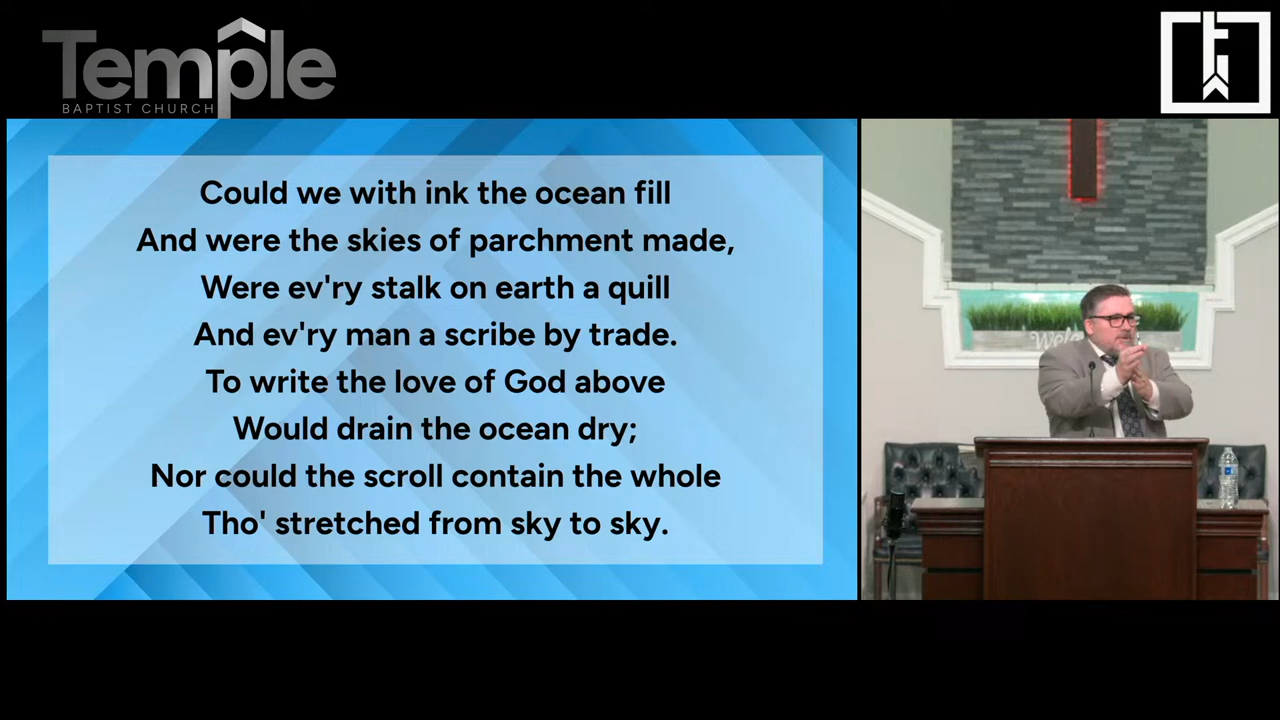 Temple
BAPTIST CHURCH
Could we with ink the ocean fill
And were the skies of parchment made,
Were ev'ry stalk on earth a quill
And ev'ry man a scribe by trade.
To write the love of God above
Would drain the ocean dry;
Nor could the scroll contain the whole
Tho' stretched from sky to sky.